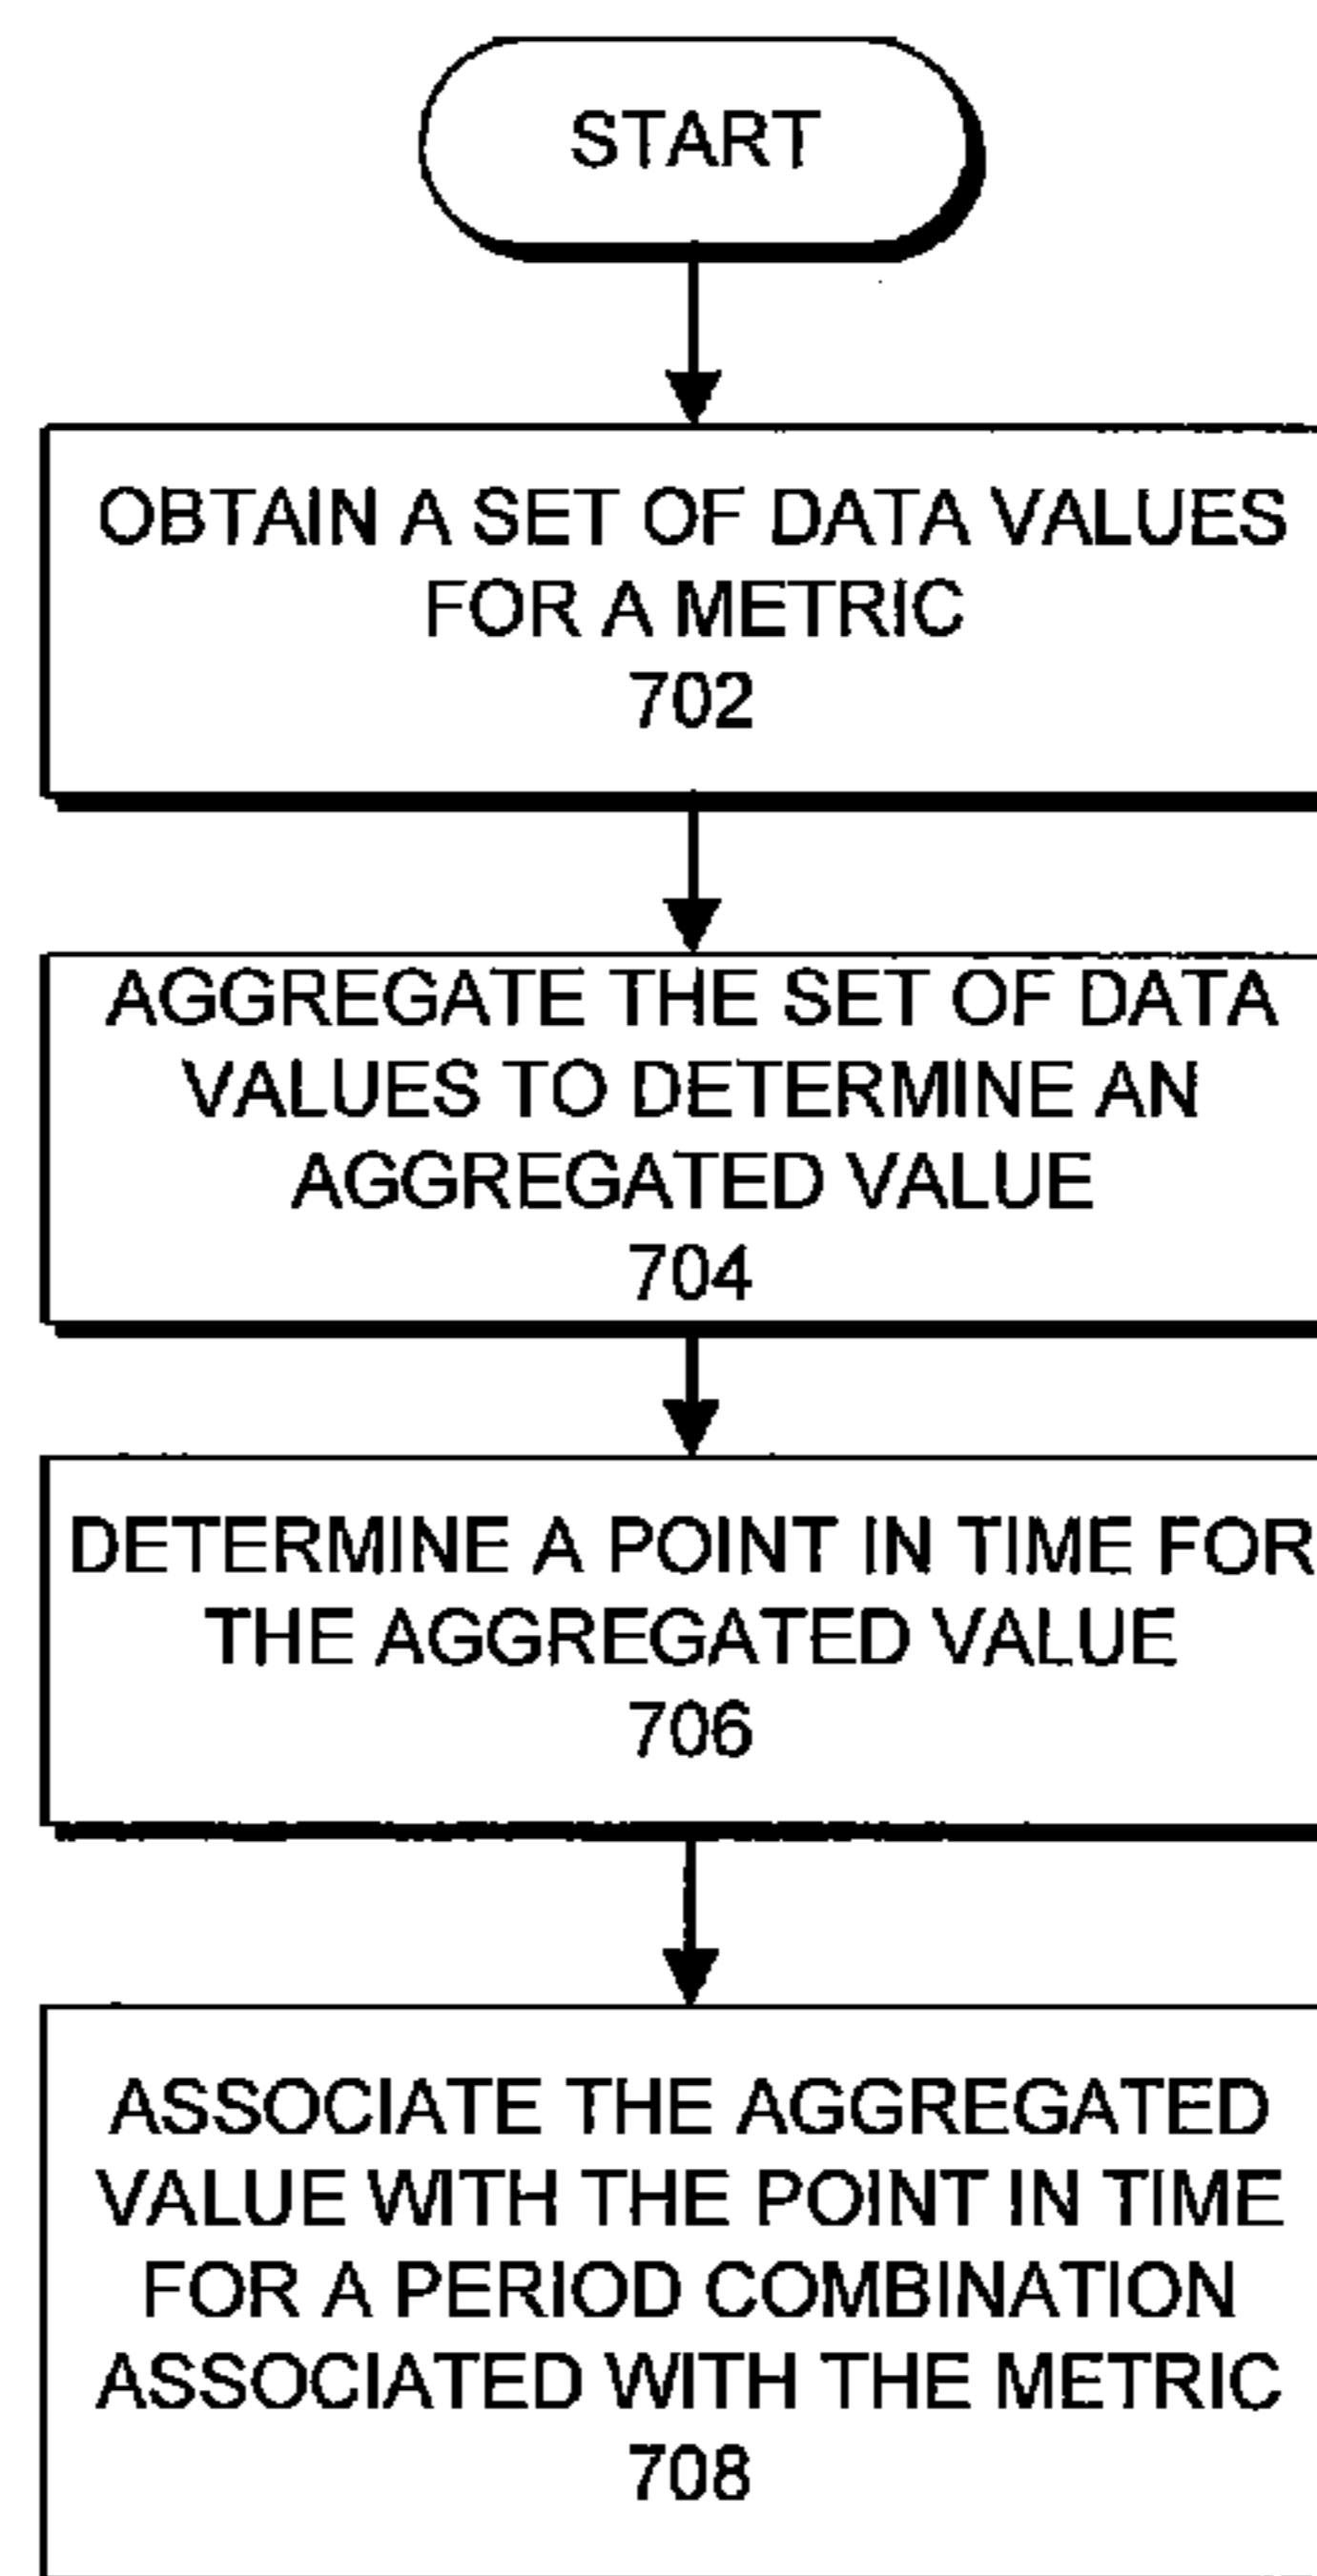 START
OBTAIN A SET OF DATA VALUES
FOR A METRIC
702
AGGREGATE THE SET OF DATA
VALUES TO DETERMINE AN
AGGREGATED VALUE
704
DETERMINE A POINT IN TIME FOR
THE AGGREGATED VALUE
706
ASSOCIATE THE AGGREGATED
VALUE WITH THE POINT IN TIME
FOR A PERIOD COMBINATION
ASSOCIATED WITH THE METRIC
708